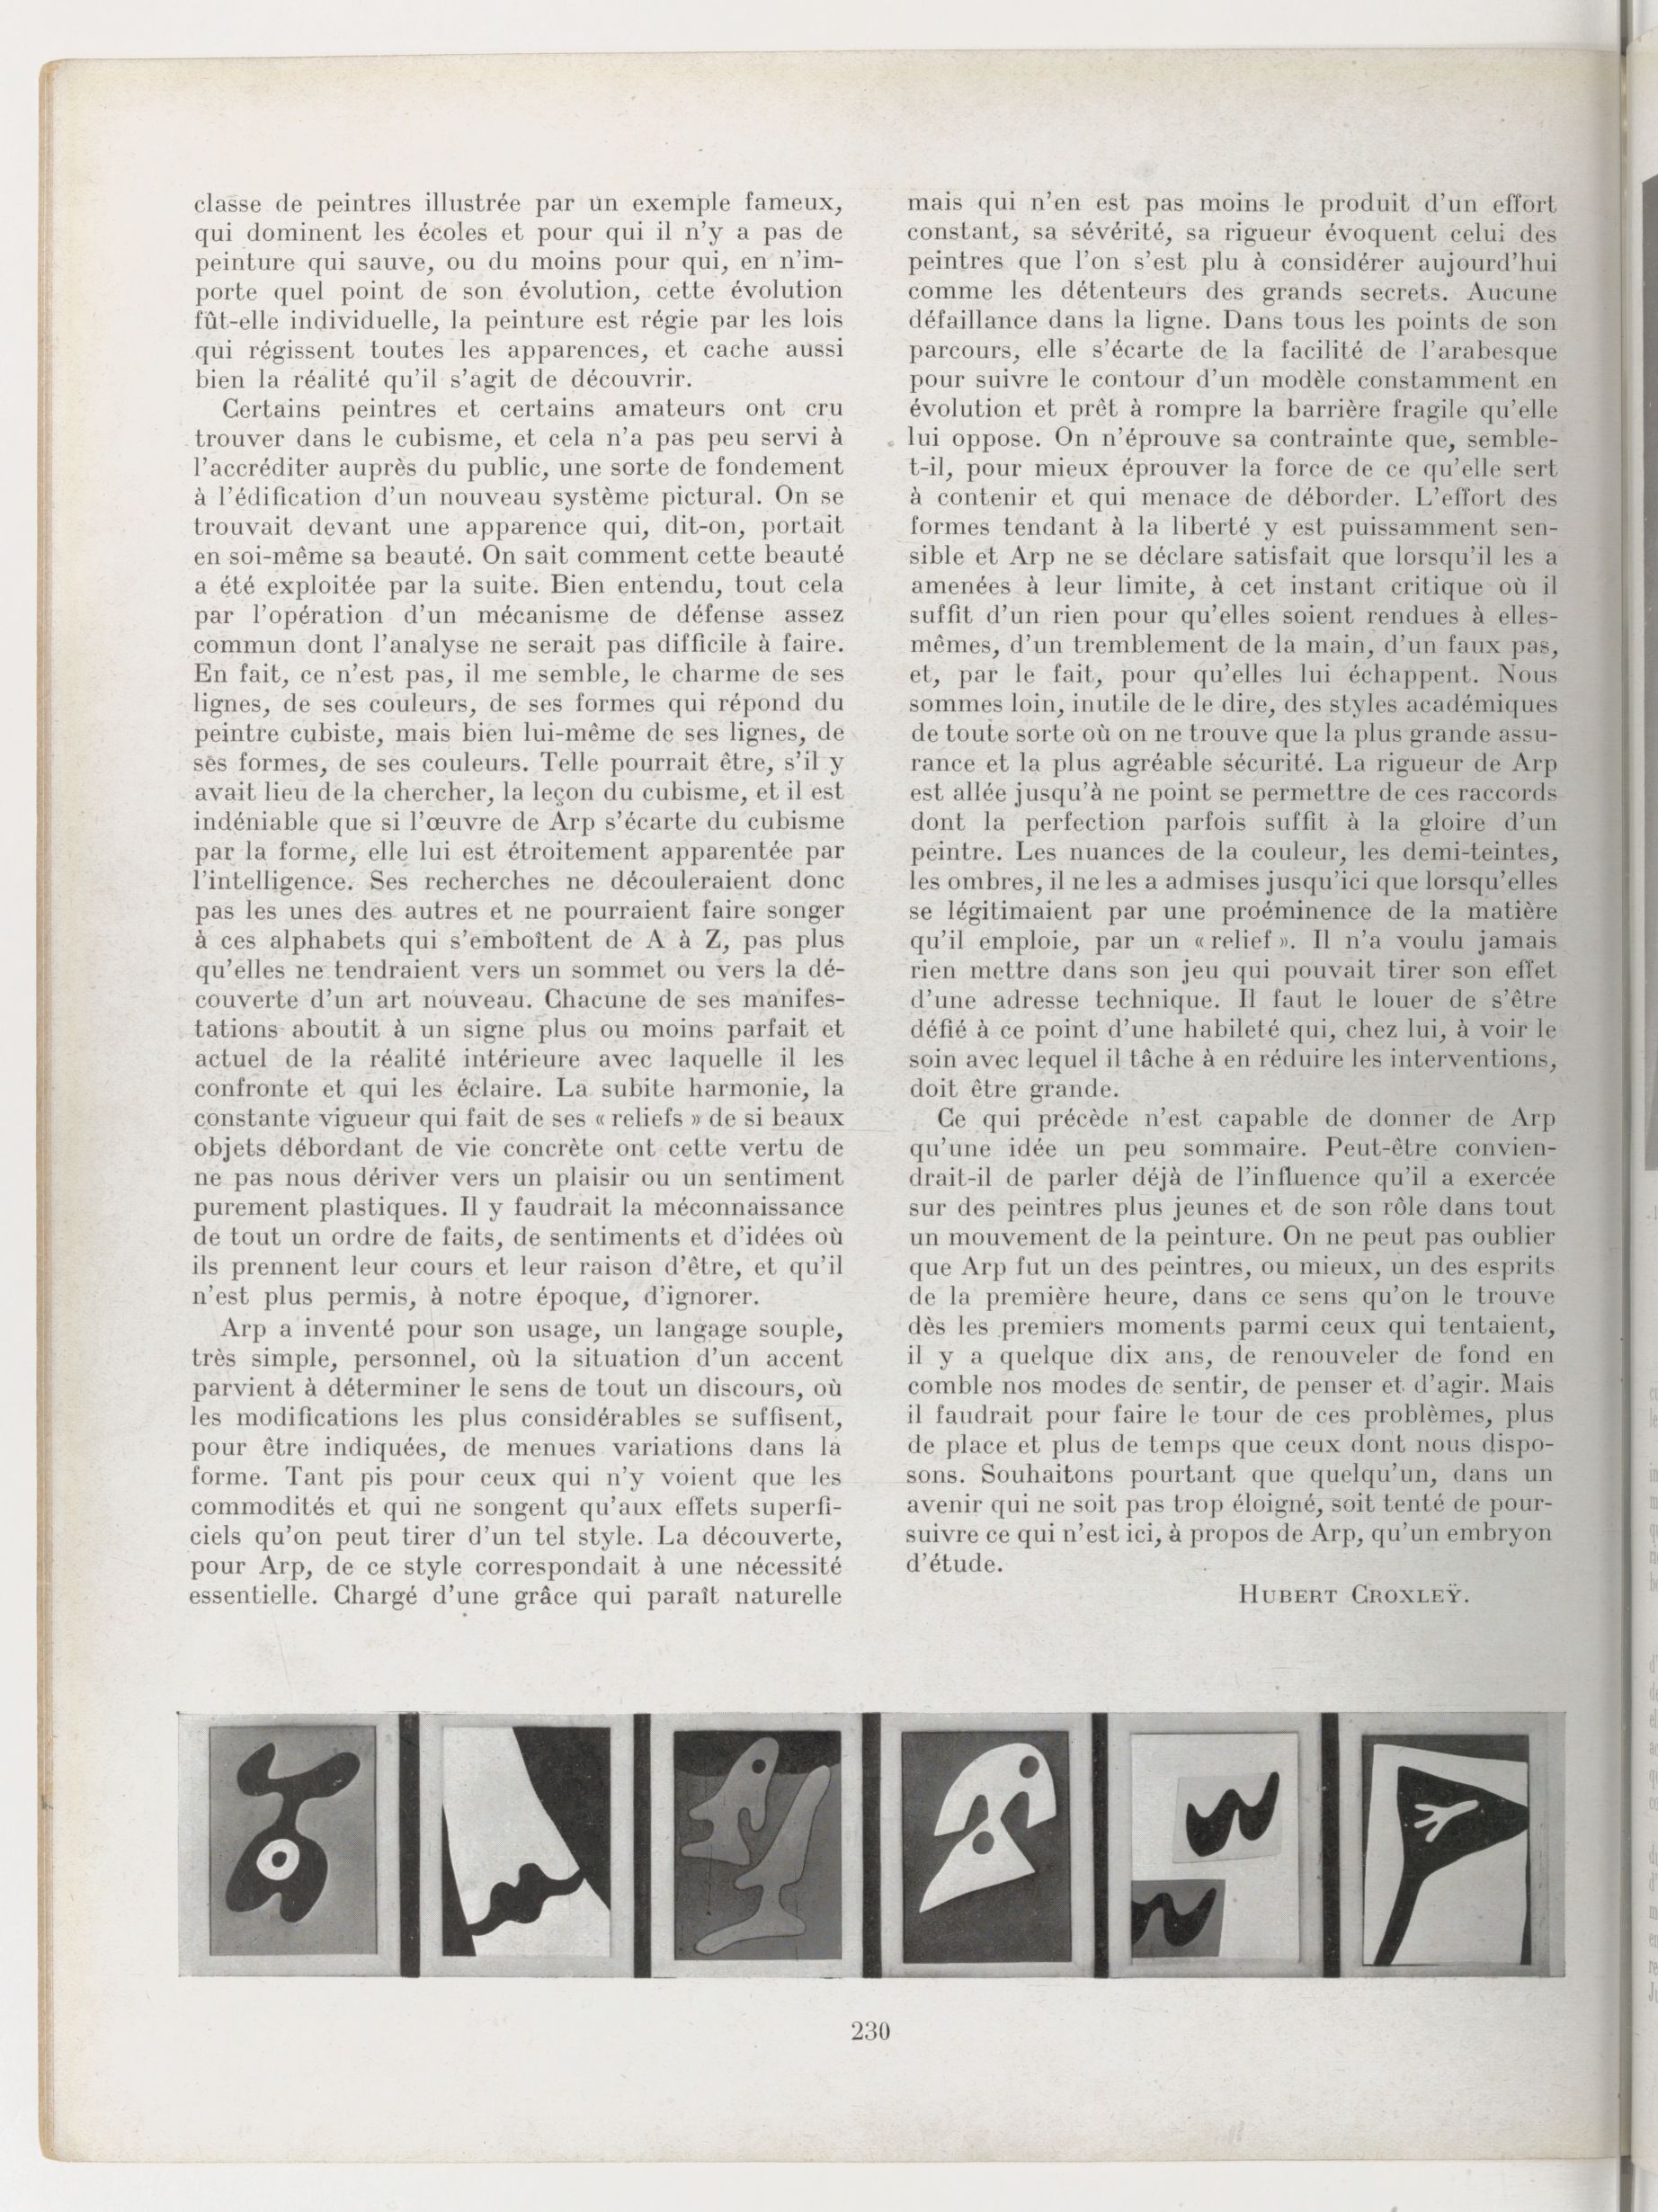 classe de peintres illustrée par un exemple fameux,
qui dominent les écoles et pour qui il n'y a pas de
peinture qui sauve, ou du moins pour qui, en n'im-
porte quel point de son évolution, cette évolution
fût-elle individuelle, la peinture est régie par les lois
qui régissent toutes les apparences, et cache aussi
bien la réalité qu'il s'agit de découvrir.
Certains peintres et certains amateurs ont cru
trouver dans le cubisme, et cela n'a pas peu servi à
l'accréditer auprès du public, une sorte de fondement
à l'édification d'un nouveau système pictural. On se
trouvait devant une apparence qui, dit-on, portait
en soi-même sa beauté. On sait comment cette beauté
a été exploitée par la suite. Bien entendu, tout cela
par l'opération d'un mécanisme de défense assez
commun dont l'analyse ne serait pas difficile à faire.
En fait, ce n'est pas, il me semble, le charme de ses
lignes, de ses couleurs, de ses formes qui répond du
peintre cubiste, mais bien lui-même de ses lignes, de
ses formes, de ses couleurs. Telle pourrait être, s'il y
avait lieu de la chercher, la leçon du cubisme, et il est
indéniable que si l'œuvre de Arp s'écarte du cubisme
par la forme, elle lui est étroitement apparentée par
l'intelligence. Ses recherches ne découleraient donc
pas les unes des autres et ne pourraient faire songer
à ces alphabets qui s'emboîtent de A à Z, pas plus
qu'elles ne tendraient vers un sommet ou vers la dé-
couverte d'un art nouveau. Chacune de ses manifes-
tations aboutit à un signe plus ou moins parfait et
actuel de la réalité intérieure avec laquelle il les
confronte et qui les éclaire. La subite harmonie, la
constante vigueur qui fait de ses « reliefs » de si beaux
objets débordant de vie concrète ont cette vertu de
ne pas nous dériver vers un plaisir ou un sentiment
purement plastiques. Il y faudrait la méconnaissance
de tout un ordre de faits, de sentiments et d'idées où
ils prennent leur cours et leur raison d'être, et qu'il
n'est plus permis, à notre époque, d'ignorer.
Arp a inventé pour son usage, un langage souple,
très simple, personnel, où la situation d'un accent
parvient à déterminer le sens de tout un discours, où
les modifications les plus considérables se suffisent,
pour être indiquées, de menues variations dans la
forme. Tant pis pour ceux qui n'y voient que les
commodités et qui ne songent qu'aux effets superfi-
ciels qu'on peut tirer d'un tel style. La découverte,
pour Arp, de ce style correspondait à une nécessité
essentielle. Chargé d'une grâce qui paraît naturelle
mais qui n'en est pas moins le produit d'un effort
constant, sa sévérité, sa rigueur évoquent celui des
peintres que l'on s'est plu à considérer aujourd'hui
comme les détenteurs des grands secrets. Aucune
défaillance dans la ligne. Dans tous les points de son
parcours, elle s'écarte de la facilité de l'arabesque
pour suivre le contour d'un modèle constamment en
évolution et prêt à rompre la barrière fragile qu'elle
lui oppose. On n'éprouve sa contrainte que, semble-
t-il, pour mieux éprouver la force de ce qu'elle sert
à contenir et qui menace de déborder. L'effort des
formes tendant à la liberté y est puissamment sen-
sible et Arp ne se déclare satisfait que lorsqu'il les a
amenées à leur limite, à cet instant critique où il
suffit d'un rien pour qu'elles soient rendues à elles-
mêmes, d'un tremblement de la main, d'un faux pas,
et, par le fait, pour qu'elles lui échappent. Nous
sommes loin, inutile de le dire, des styles académiques
de toute sorte où on ne trouve que la plus grande assu-
rance et la plus agréable sécurité. La rigueur de Arp
est allée jusqu'à ne point se permettre de ces raccords
dont la perfection parfois suffit à la gloire d'un
peintre. Les nuances de la couleur, les demi-teintes,
les ombres, il ne les a admises jusqu'ici que lorsqu'elles
se légitimaient par une proéminence de la matière
qu'il emploie, par un « relief ». Il n'a voulu jamais
rien mettre dans son jeu qui pouvait tirer son effet
d'une adresse technique. Il faut le louer de s'être
défié à ce point d'une habileté qui, chez lui, à voir le
soin avec lequel il tâche à en réduire les interventions,
doit être grande.
Ce qui précède n'est capable de donner de Arp
qu'une idée un peu sommaire. Peut-être convien-
drait-il de parler déjà de l'influence qu'il a exercée
sur des peintres plus jeunes et de son rôle dans tout
un mouvement de la peinture. On ne peut pas oublier
que Arp fut un des peintres, ou mieux, un des esprits
de la première heure, dans ce sens qu'on le trouve
dès les premiers moments parmi ceux qui tentaient,
il y a quelque dix ans, de renouveler de fond en
comble nos modes de sentir, de penser et d'agir. Mais
il faudrait pour faire le tour de ces problèmes, plus
de place et plus de temps que ceux dont nous dispo-
sons. Souhaitons pourtant que quelqu'un, dans un
avenir qui ne soit pas trop éloigné, soit tenté de pour-
suivre ce qui n'est ici, à propos de Arp, qu'un embryon
d'étude.
HUBERT CROXLEŸ.
230